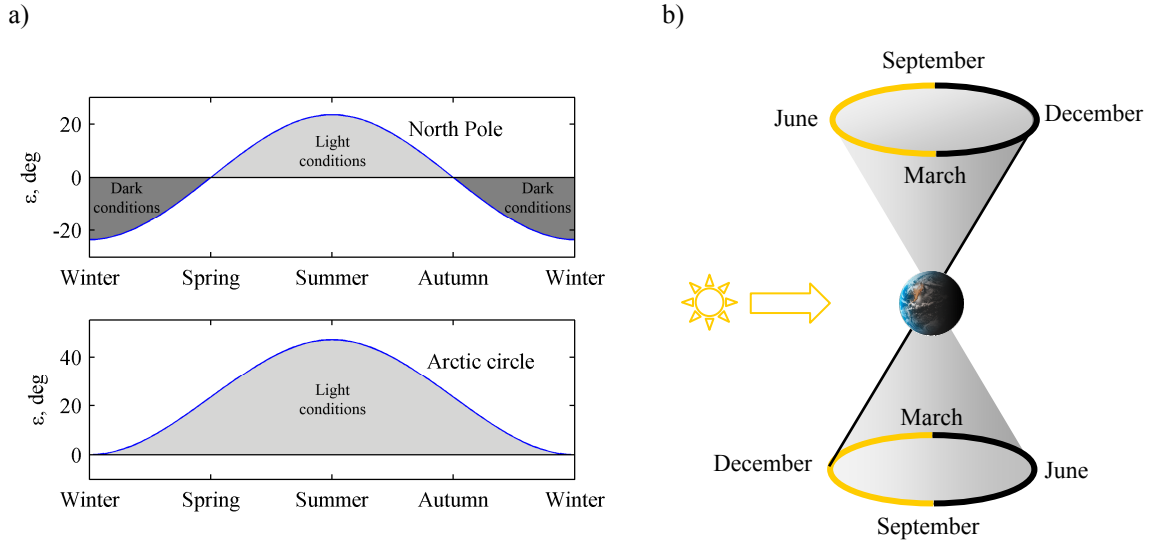 a)
ε, deg
20
0
-20
North Pole
Light
conditions
Dark
conditions
Dark
conditions
Winter Spring Summer Autumn Winter
ε, deg
40
20
0
Arctic circle
Light
conditions
Winter Spring Summer Autumn Winter
b)
September
June
December
March
March
December
June
September